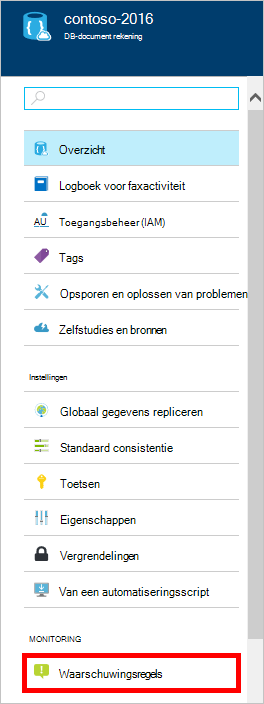 contoso-2016
DB-document rekening
Overzicht
Logboek voor faxactiviteit
AU Toegangsbeheer (IAM)
Tags
Opsporen en oplossen van problemen
Zelfstudies en bronnen
Instellingen
Globaal gegevens repliceren
Standaard consistentie
Toetsen
Eigenschappen
Vergrendelingen
Van een automatiseringsscript
MONITORING
Waarschuwingsregels